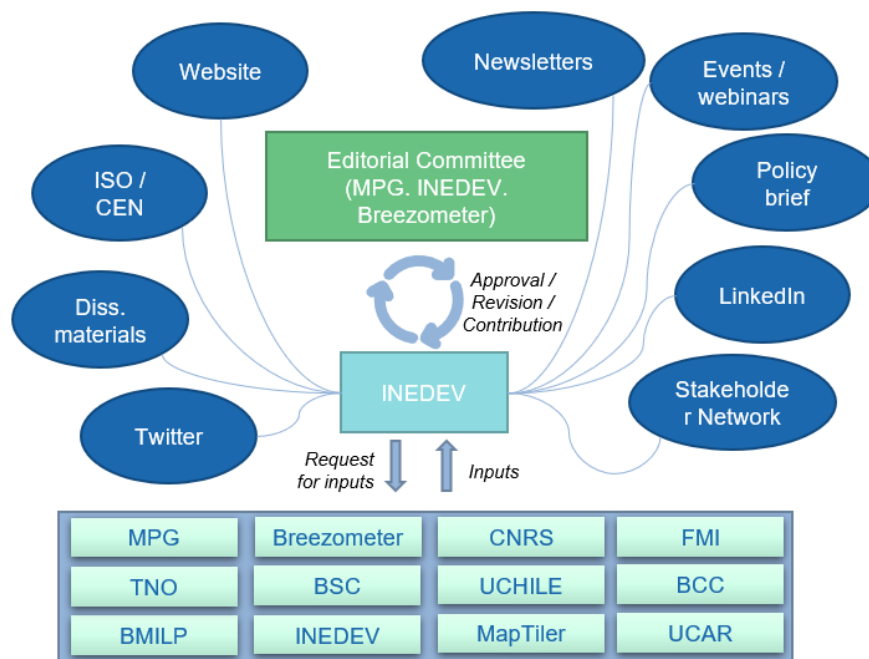 Website
Newsletters
Events /
webinars
Editorial Committee
(MPG. INEDEV.
Breezometer)
ISO /
CEN
Policy
brief
Approval /
Revision /
Contribution
Diss.
materials
LinkedIn
INEDEV
Twitter
Stakeholde
r Network
Request
for inputs
Inputs
MPG
Breezometer
CNRS
FMI
TNO
BSC
UCHILE
BCC
BMILP
INEDEV
MapTiler
UCAR